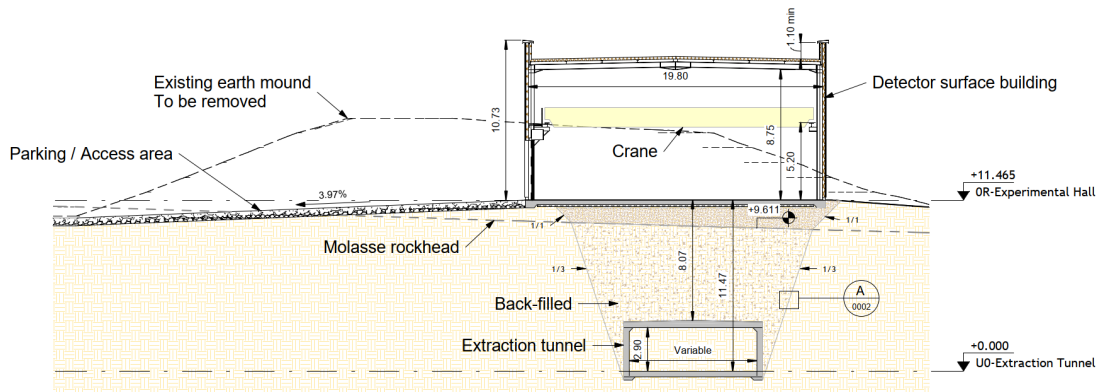 1.10 min
19.80
Existing earth mound
To be removed
Detector surface building
10.73
8.75
Crane
5.20
Parking / Access area
3.97%
+11.465
0R-Experimental Hall
+9.611
1/1
1/1
Molasse rockhead
8.07
11.47
1/3
1/3
Back-filled
A
0002
Extraction tunnel
2.90
Variable
+0.000
U0-Extraction Tunnel